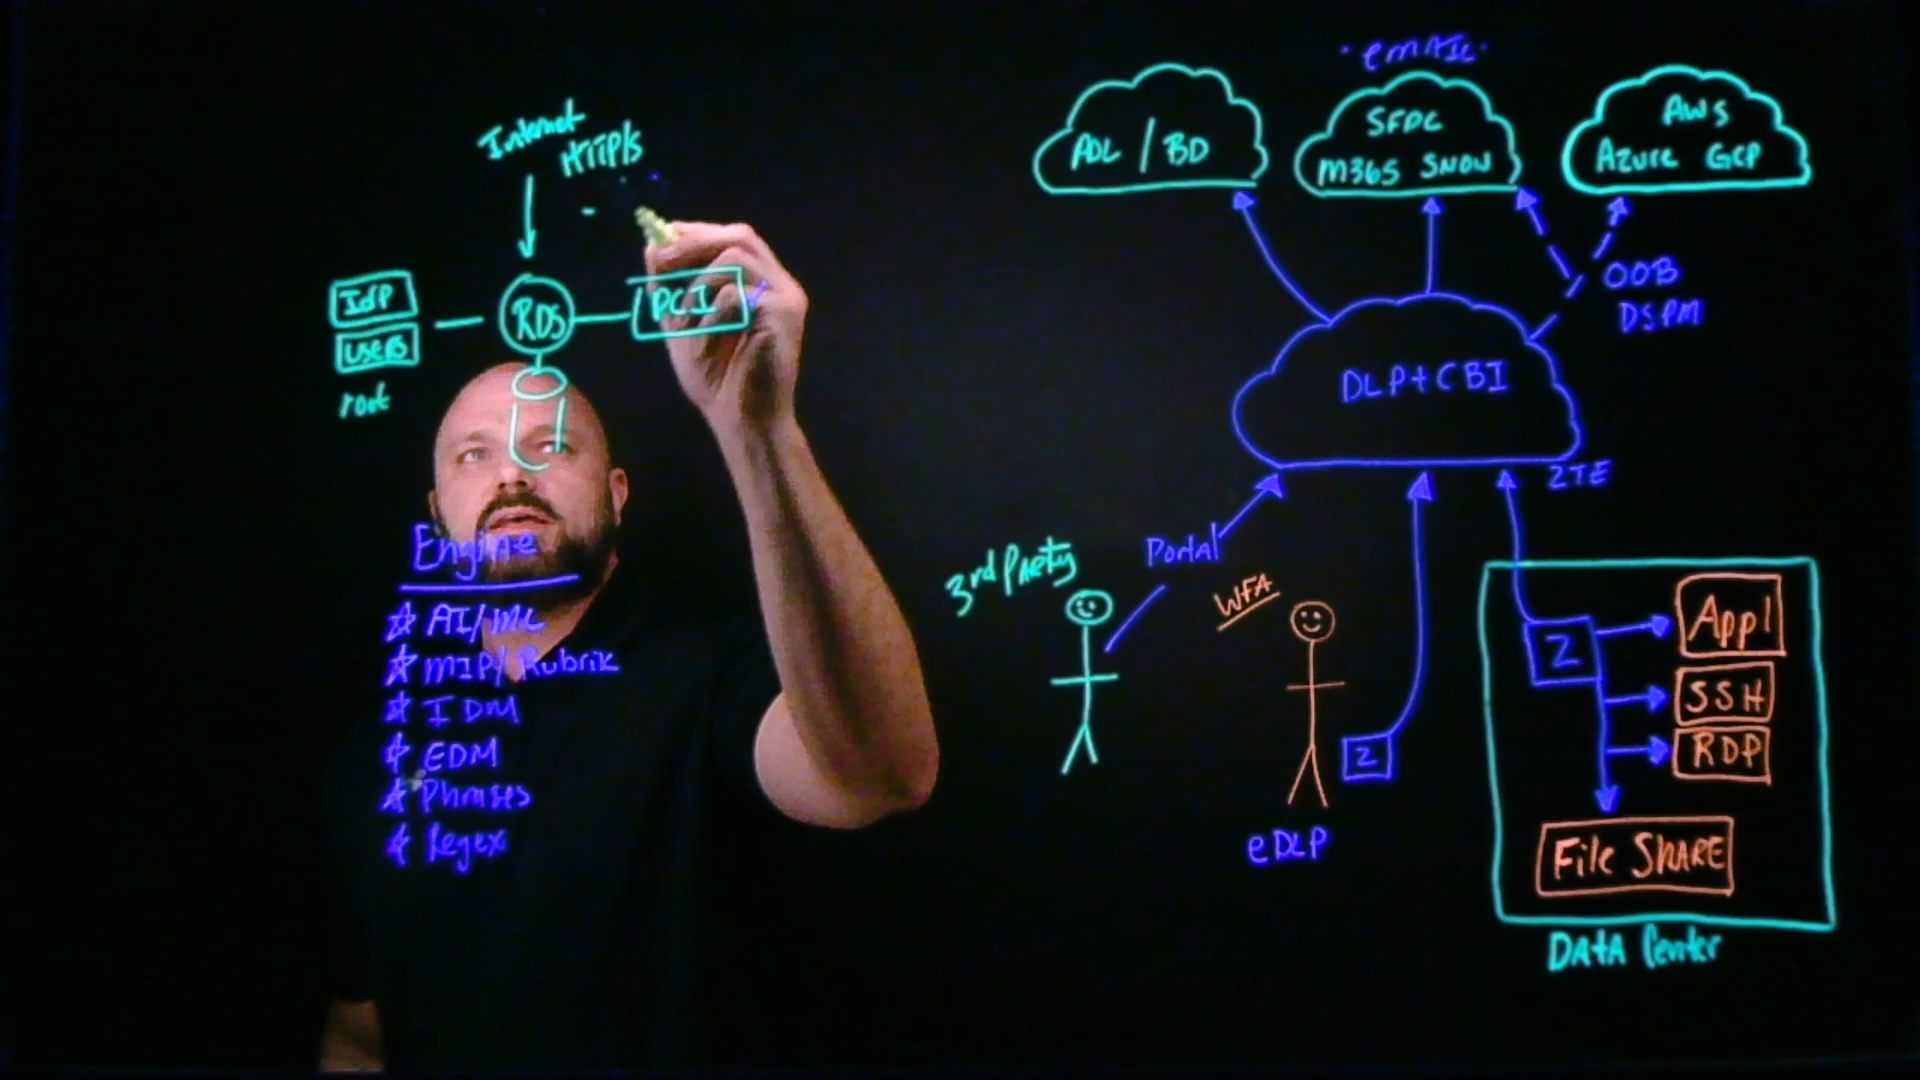 Internet
HTTP/s
IdP
users
root
RDS
PCI
Engine
AI/ML
MIP/Rubrik
IDM
EDM
Phrases
Regex
email
ADL / BD
SFDC
M365 SNOW
AWS
Azure GCP
OOB
DSPM
DLP+CBI
ZTE
3rd Party
Portal
WFA
Z
eDLP
Z
App1
SSH
RDP
File SHARE
DAtA Center